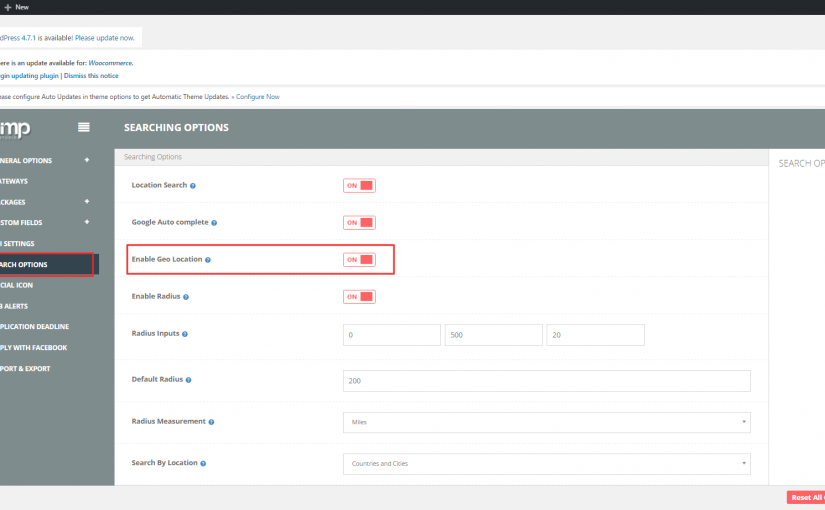 New
dPress 4.7.1 is available! Please update now.
ere is an update available for: Woocommerce.
gin updating plugin | Dismiss this notice
ase configure Auto Updates in theme options to get Automatic Theme Updates. » Configure Now
imp
SEARCHING OPTIONS
NERAL OPTIONS +
TEWAYS
CKAGES +
STOM FIELDS +
B SETTINGS
ARCH OPTIONS
CIAL ICON
B ALERTS
PLICATION DEADLINE
PLY WITH FACEBOOK
PORT & EXPORT
Searching Options
Location Search ? ON
Google Auto complete ? ON
Enable Geo Location ? ON
Enable Radius ? ON
Radius Inputs ? 0 500 20
Default Radius ? 200
Radius Measurement ? Miles
Search By Location ? Countries and Cities
SEARCH OP
Reset All